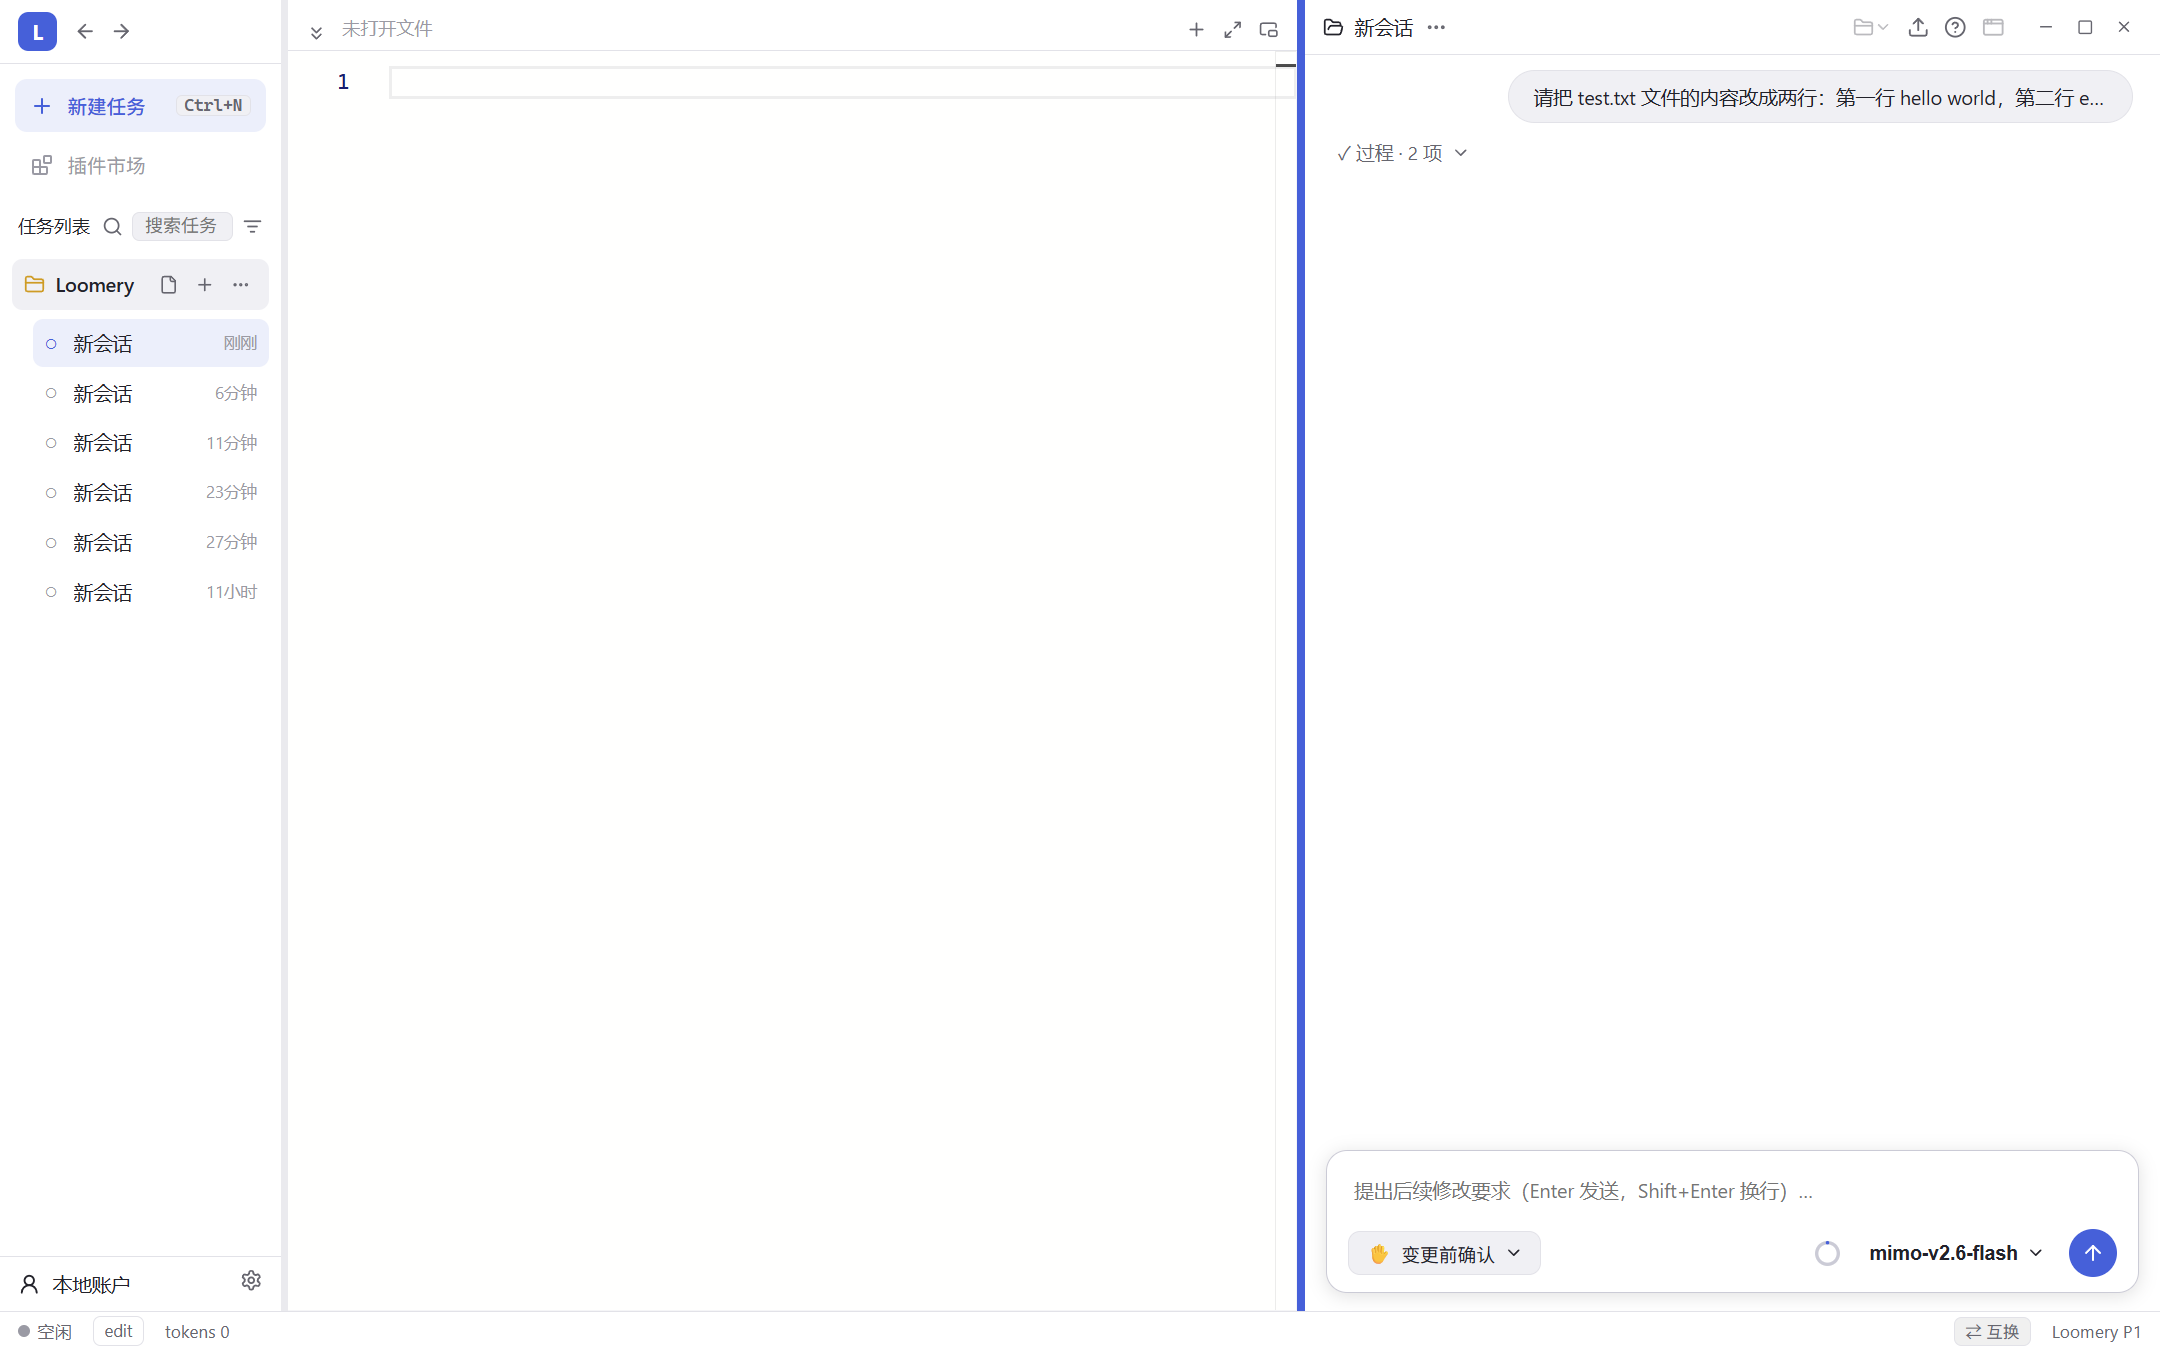 L
新建任务 Ctrl+N
插件市场
任务列表 搜索任务
Loomery
新会话 刚刚
新会话 6分钟
新会话 11分钟
新会话 23分钟
新会话 27分钟
新会话 11小时
本地账户
空闲 edit tokens 0
未打开文件
1
新会话
请把 test.txt 文件的内容改成两行：第一行 hello world，第二行 e...
✓ 过程 · 2 项
提出后续修改要求（Enter 发送，Shift+Enter 换行）...
变更前确认 mimo-v2.6-flash
互换 Loomery P1